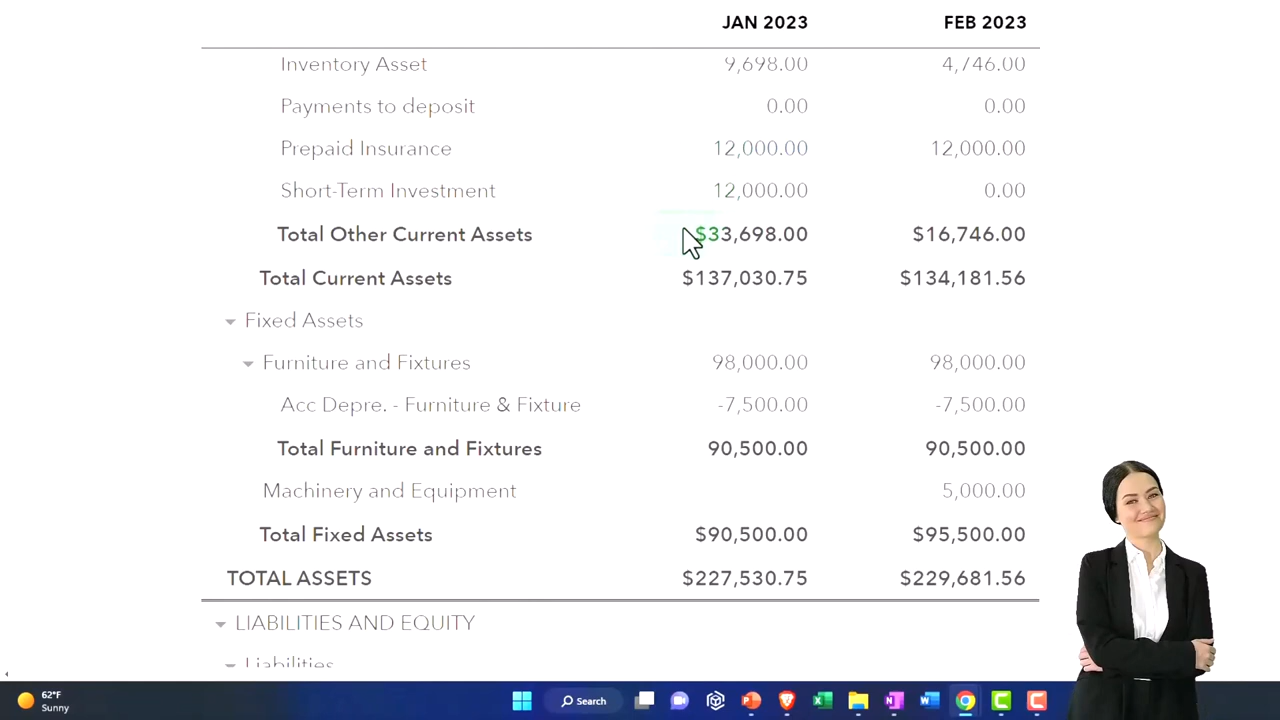 JAN 2023 FEB 2023
Inventory Asset 9,698.00 4,746.00
Payments to deposit 0.00 0.00
Prepaid Insurance 12,000.00 12,000.00
Short-Term Investment 12,000.00 0.00
Total Other Current Assets $33,698.00 $16,746.00
Total Current Assets $137,030.75 $134,181.56
Fixed Assets
Furniture and Fixtures 98,000.00 98,000.00
Acc Depre. - Furniture & Fixture -7,500.00 -7,500.00
Total Furniture and Fixtures 90,500.00 90,500.00
Machinery and Equipment 5,000.00
Total Fixed Assets $90,500.00 $95,500.00
TOTAL ASSETS $227,530.75 $229,681.56
LIABILITIES AND EQUITY
Liabilities
62°F
Sunny
Search